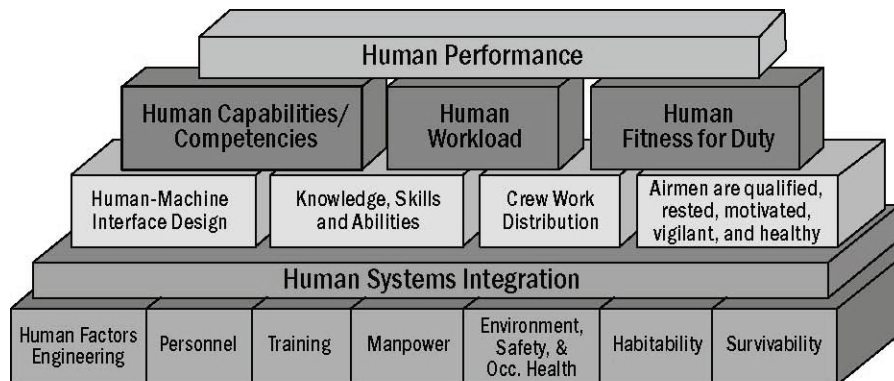 Human Performance
Human Capabilities/
Competencies
Human
Workload
Human
Fitness for Duty
Human-Machine
Interface Design
Knowledge, Skills
and Abilities
Crew Work
Distribution
Airmen are qualified,
rested, motivated,
vigilant, and healthy
Human Systems Integration
Human Factors
Engineering
Personnel
Training
Manpower
Environment,
Safety, &
Occ. Health
Habitability
Survivability